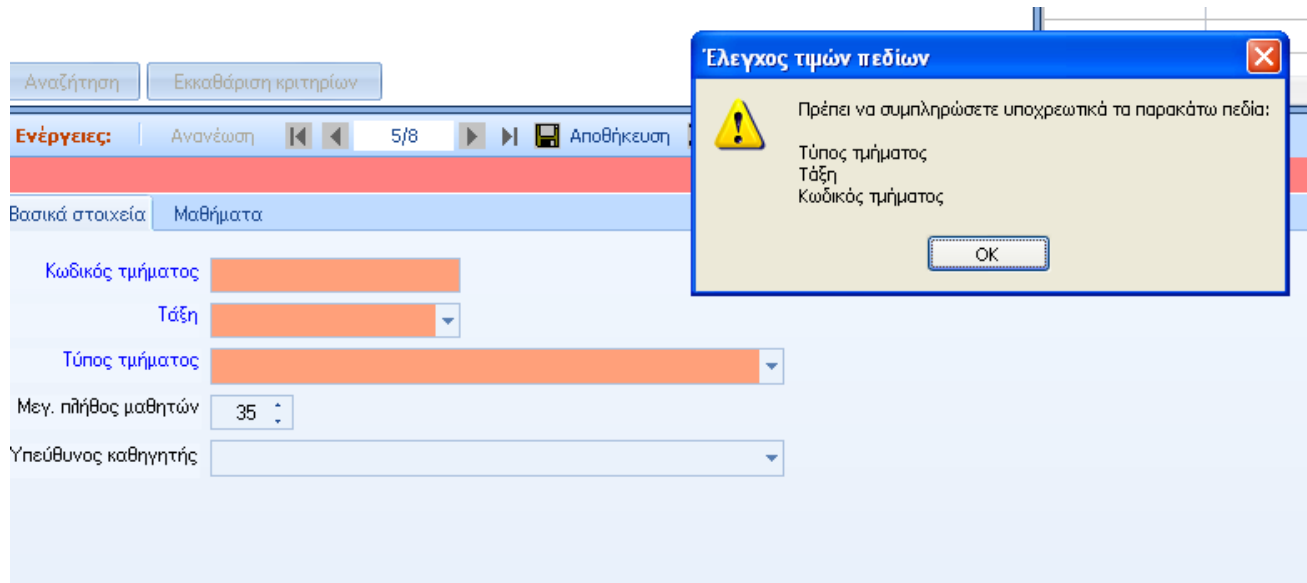 Αναζήτηση Εκκαθάριση κριτηρίων
Ενέργειες: Ανανέωση 5/8 Αποθήκευση
Βασικά στοιχεία Μαθήματα
Κωδικός τμήματος
Τάξη
Τύπος τμήματος
Μεγ. πλήθος μαθητών 35
Υπεύθυνος καθηγητής
Έλεγχος τιμών πεδίων
Πρέπει να συμπληρώσετε υποχρεωτικά τα παρακάτω πεδία:
Τύπος τμήματος
Τάξη
Κωδικός τμήματος
OK